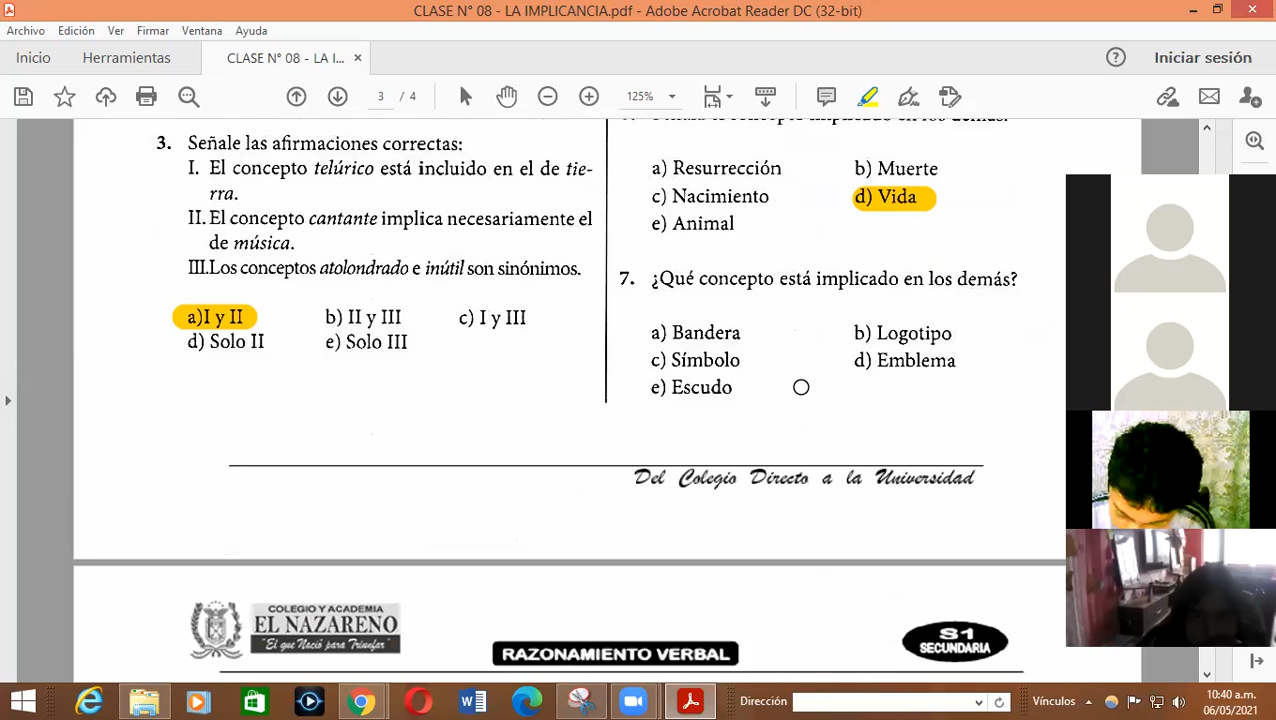 CLASE N° 08 - LA IMPLICANCIA.pdf - Adobe Acrobat Reader DC (32-bit)
Archivo Edición Ver Firmar Ventana Ayuda
Inicio Herramientas CLASE N° 08 - LA I... × Iniciar sesión
3 / 4 125%
3. Señale las afirmaciones correctas:
I. El concepto telúrico está incluido en el de tie-
rra.
II. El concepto cantante implica necesariamente el
de música.
III. Los conceptos atolondrado e inútil son sinónimos.
a) I y II b) II y III c) I y III
d) Solo II e) Solo III
concepto implicado en los demás.
a) Resurrección b) Muerte
c) Nacimiento d) Vida
e) Animal
7. ¿Qué concepto está implicado en los demás?
a) Bandera b) Logotipo
c) Símbolo d) Emblema
e) Escudo
Del Colegio Directo a la Universidad
COLEGIO Y ACADEMIA
EL NAZARENO
"El que Nació para Triunfar"
RAZONAMIENTO VERBAL
S1
SECUNDARIA
Dirección Vínculos » 10:40 a.m.
06/05/2021